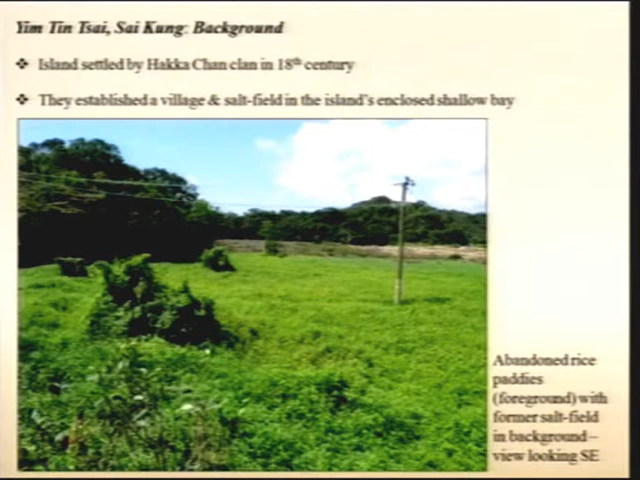 Yim Tin Tsai, Sai Kung: Background
❖ Island settled by Hakka Chan clan in 18th century
❖ They established a village & salt-field in the island's enclosed shallow bay
Abandoned rice
paddies
(foreground) with
former salt-field
in background –
view looking SE